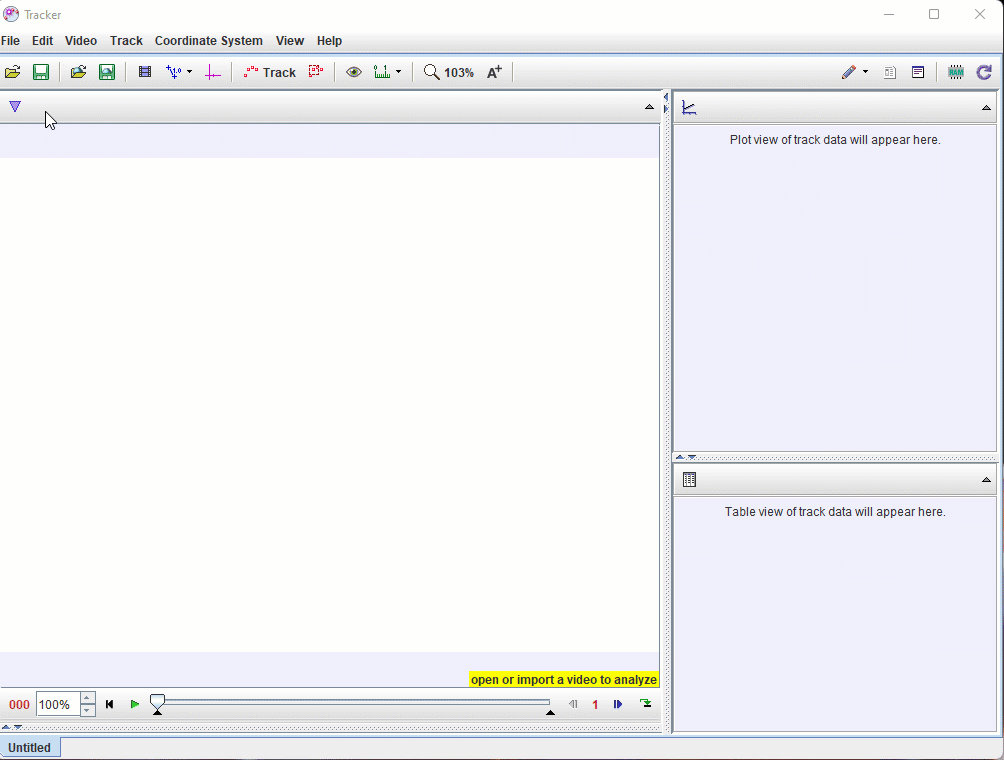 Tracker
File Edit Video Track Coordinate System View Help
Track 103% A+
Plot view of track data will appear here.
Table view of track data will appear here.
open or import a video to analyze
000 100% 1
Untitled